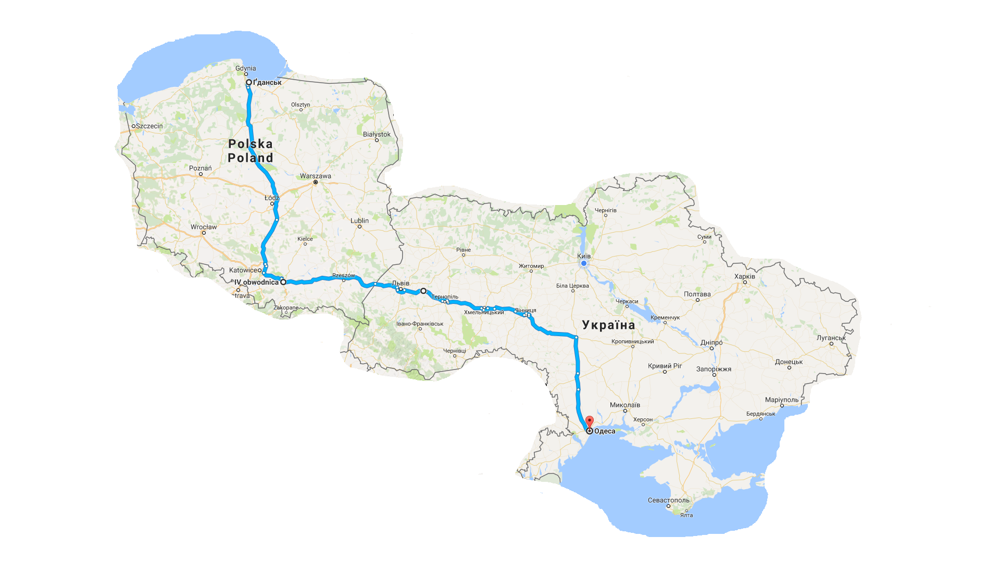 Gdynia
Ґданськ
Olsztyn
Szczecin
Białystok
Polska
Poland
Poznań
Warszawa
Łódź
Lublin
Wrocław
Kielce
Katowice
Rzeszów
IV obwodnica
strava
Zakopane
Чернігів
Суми
Рівне
Київ
Житомир
Харків
Львів
Біла Церква
Полтава
Тернопіль
Черкаси
Хмельницький
Вінниця
Кременчук
Івано-Франківськ
Україна
Луганськ
Кропивницький
Дніпро
Чернівці
Донецьк
Кривий Ріг
Запоріжжя
Маріуполь
Миколаїв
Бердянськ
Херсон
Одеса
Севастополь
Ялта